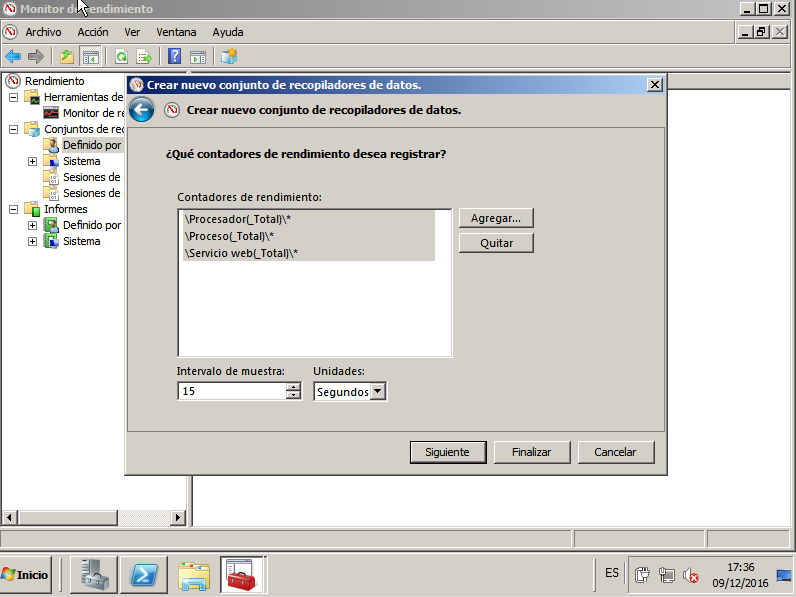 Monitor de rendimiento
Archivo Acción Ver Ventana Ayuda
Rendimiento
Herramientas de
Monitor de re
Conjuntos de rec
Definido por
Sistema
Sesiones de
Sesiones de
Informes
Definido por
Sistema
Crear nuevo conjunto de recopiladores de datos.
Crear nuevo conjunto de recopiladores de datos.
¿Qué contadores de rendimiento desea registrar?
Contadores de rendimiento:
\Procesador(_Total)\*
\Proceso(_Total)\*
\Servicio web(_Total)\*
Agregar...
Quitar
Intervalo de muestra: Unidades:
15 Segundos
Siguiente Finalizar Cancelar
Inicio
ES
17:36
09/12/2016